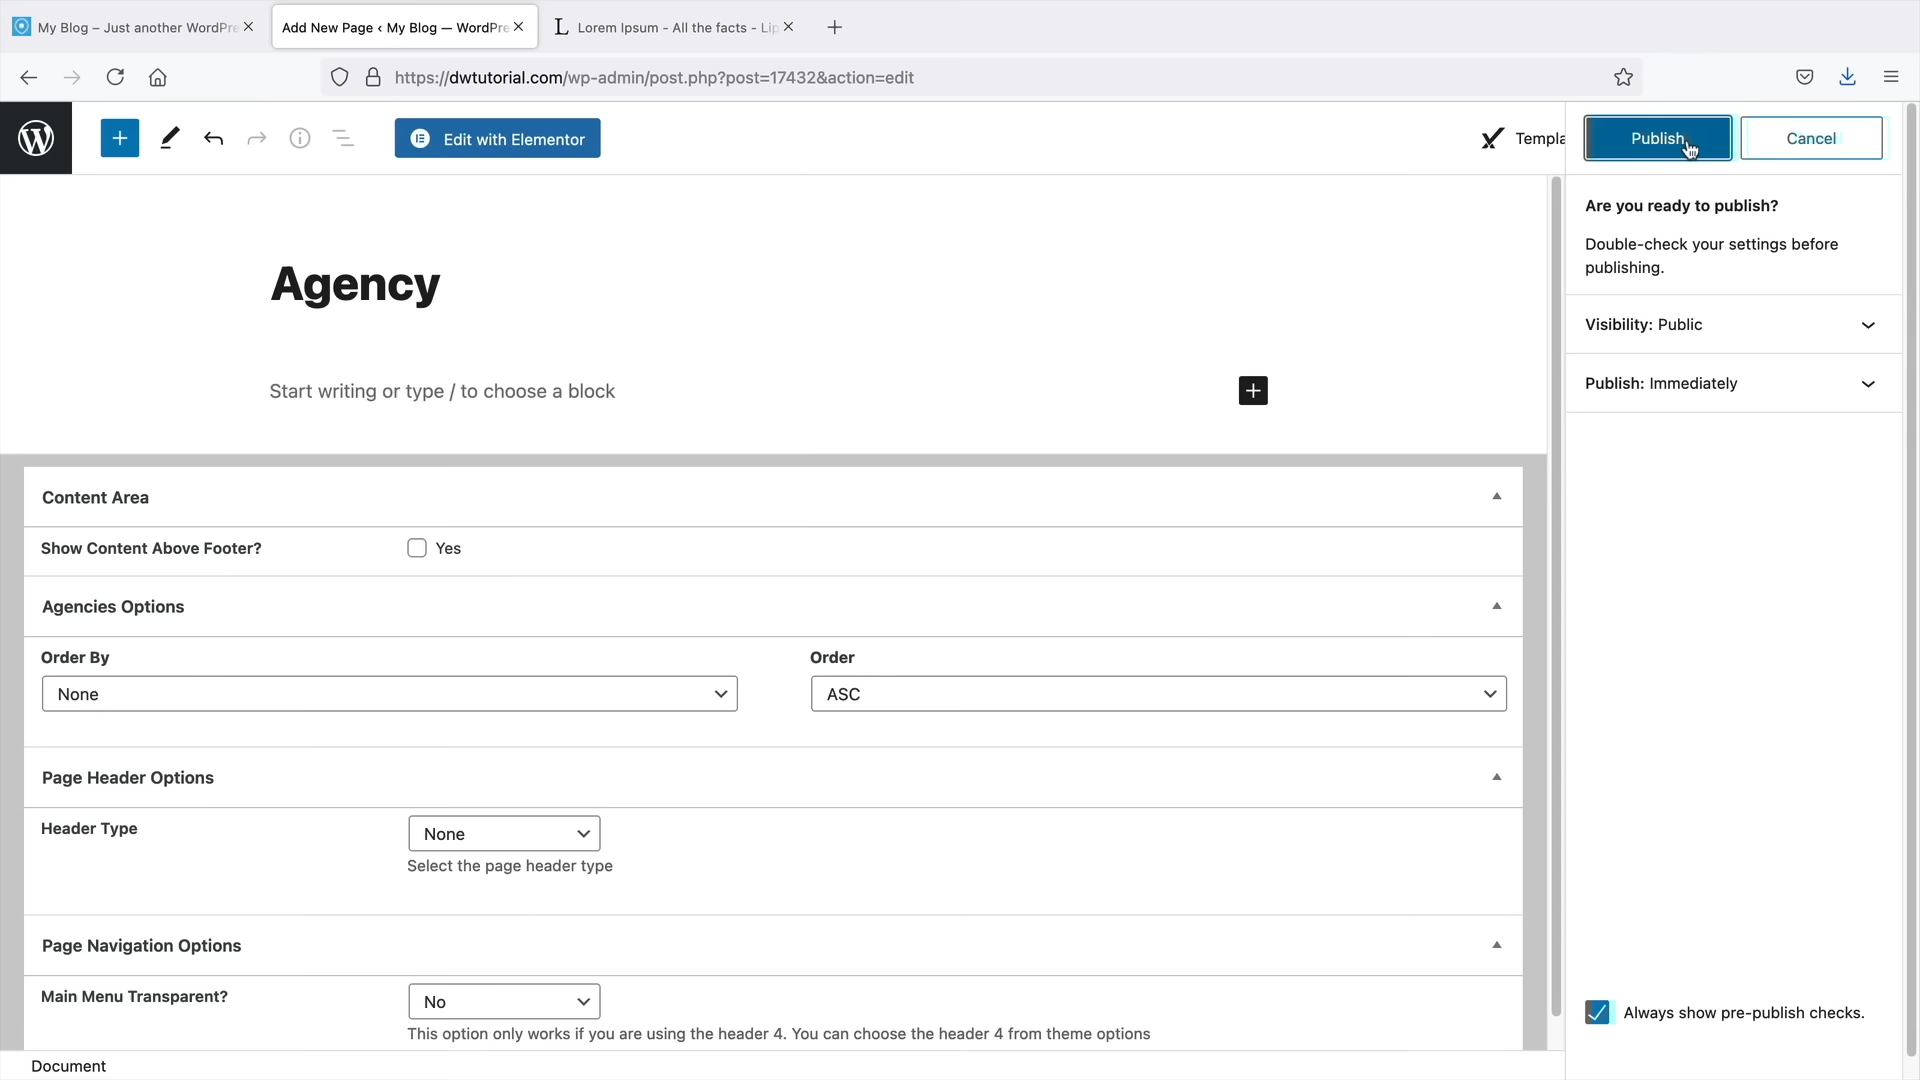 My Blog – Just another WordPre
Add New Page ‹ My Blog — WordPre
Lorem Ipsum - All the facts - Lip
https://dwtutorial.com/wp-admin/post.php?post=17432&action=edit
Edit with Elementor
Templa
Publish
Cancel
Are you ready to publish?
Double-check your settings before
publishing.
Visibility: Public
Publish: Immediately
Agency
Start writing or type / to choose a block
Content Area
Show Content Above Footer?
Yes
Agencies Options
Order By
Order
None
ASC
Page Header Options
Header Type
None
Select the page header type
Page Navigation Options
Main Menu Transparent?
No
This option only works if you are using the header 4. You can choose the header 4 from theme options
Always show pre-publish checks.
Document